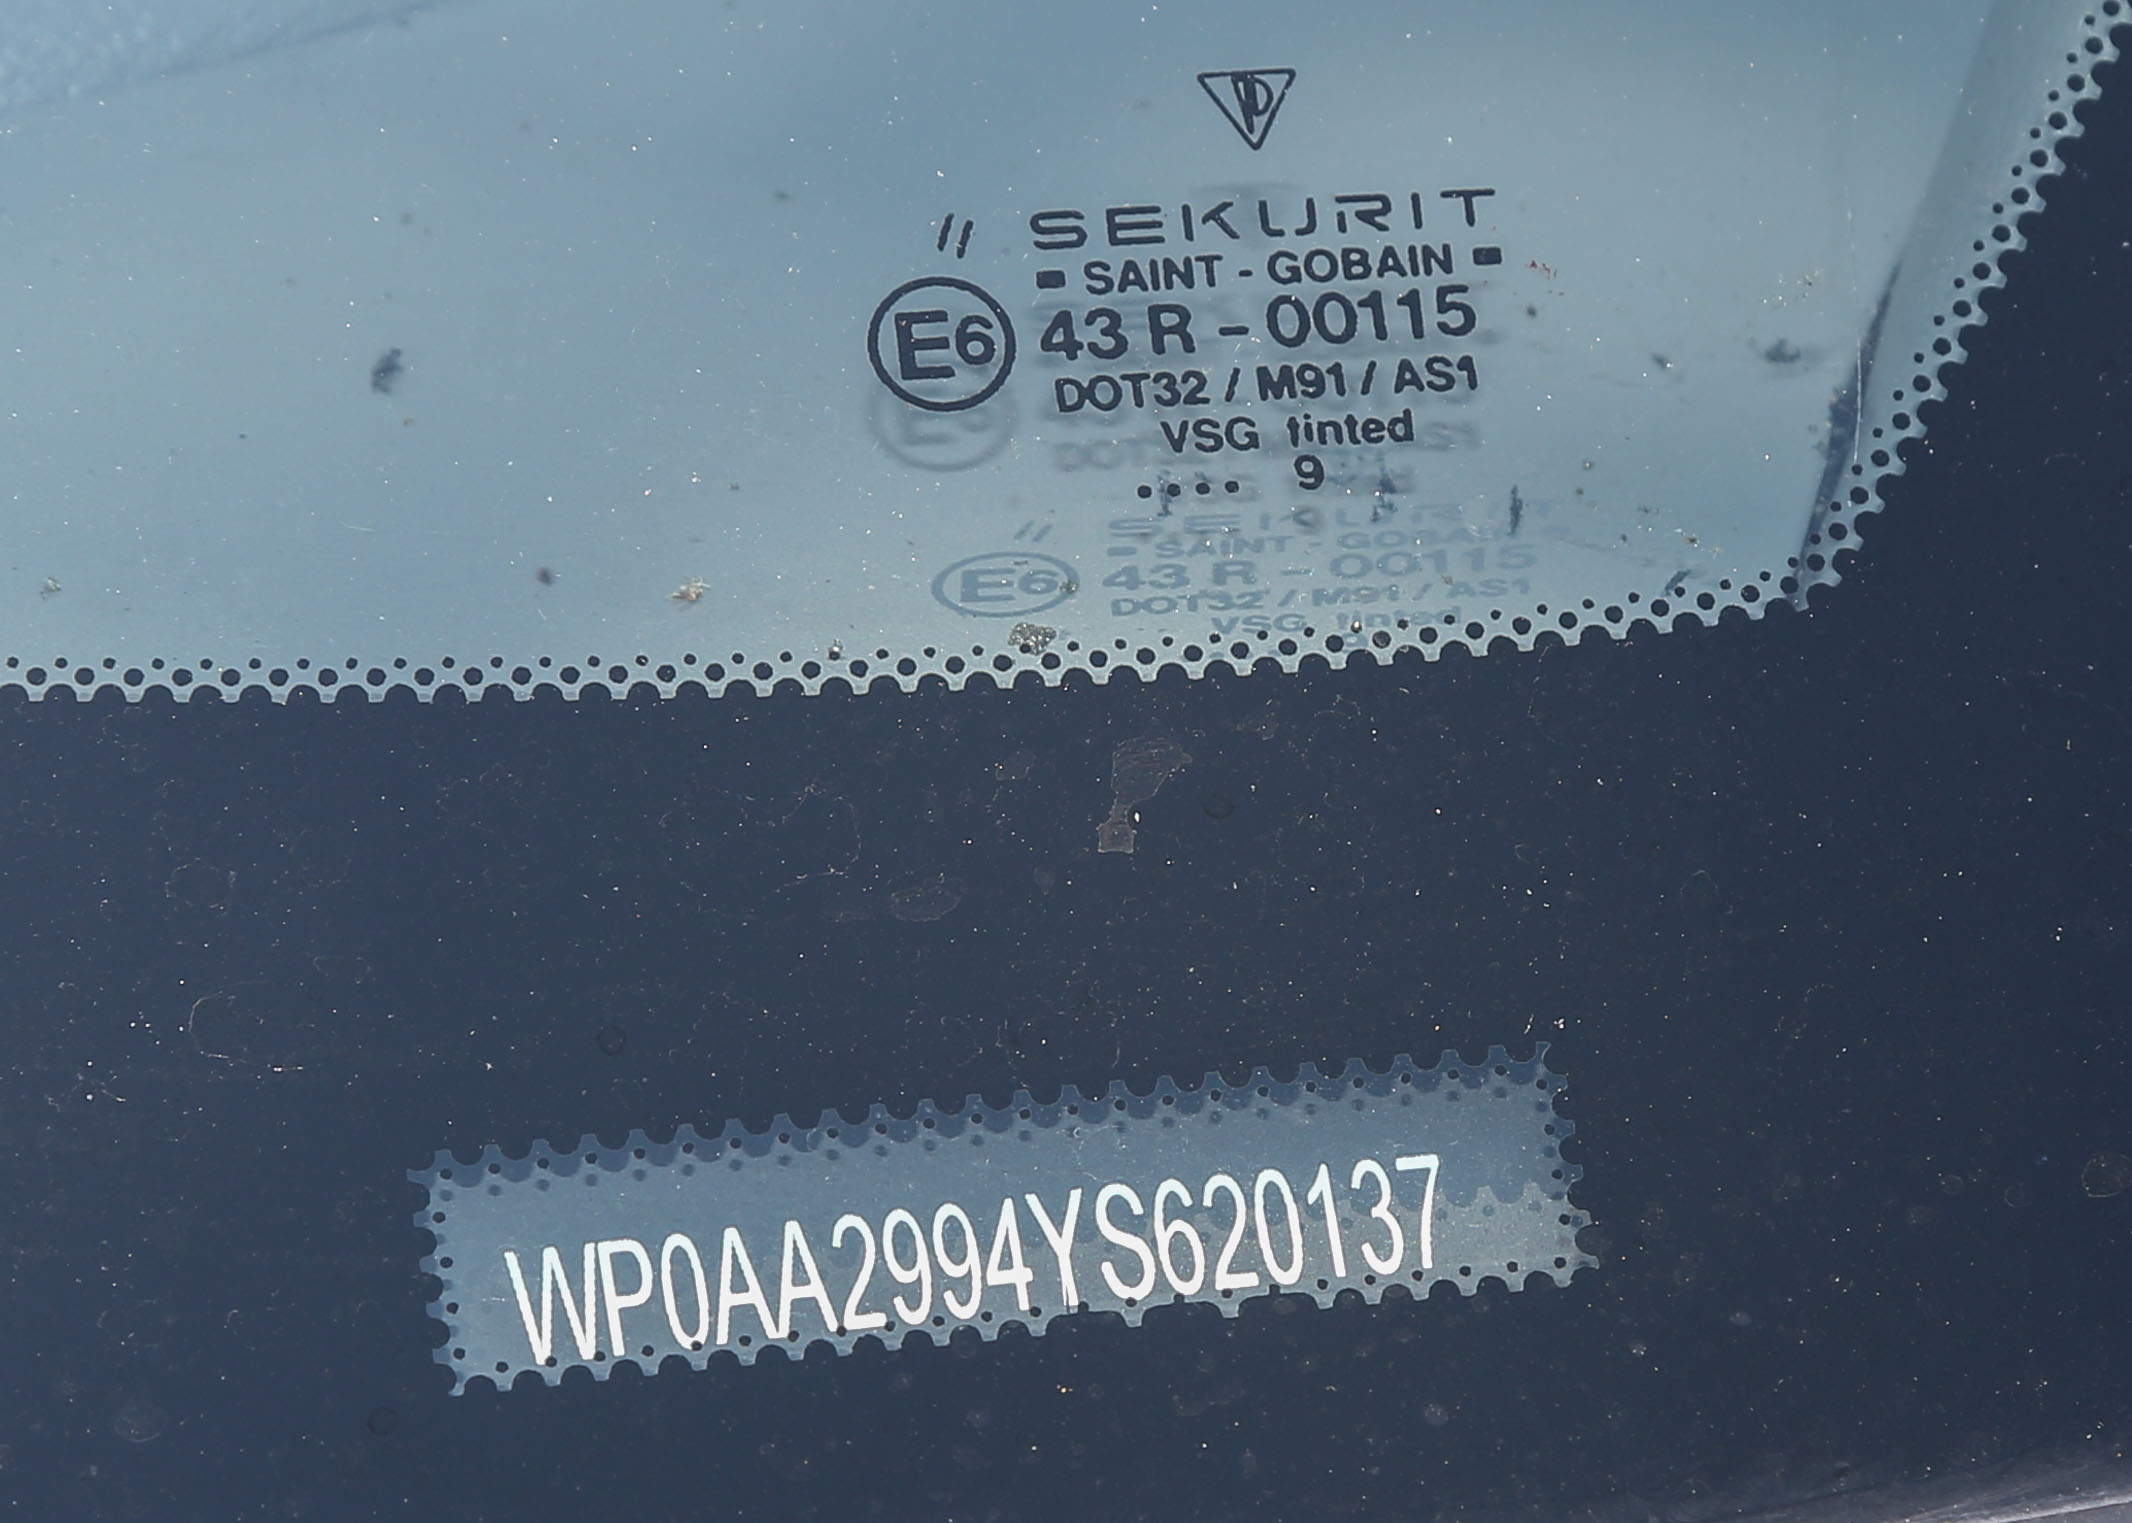 SEKURIT
SAINT - GOBAIN
E6 43 R - 00115
DOT32 / M91 / AS1
VSG tinted
.... 9
WP0AA2994YS620137